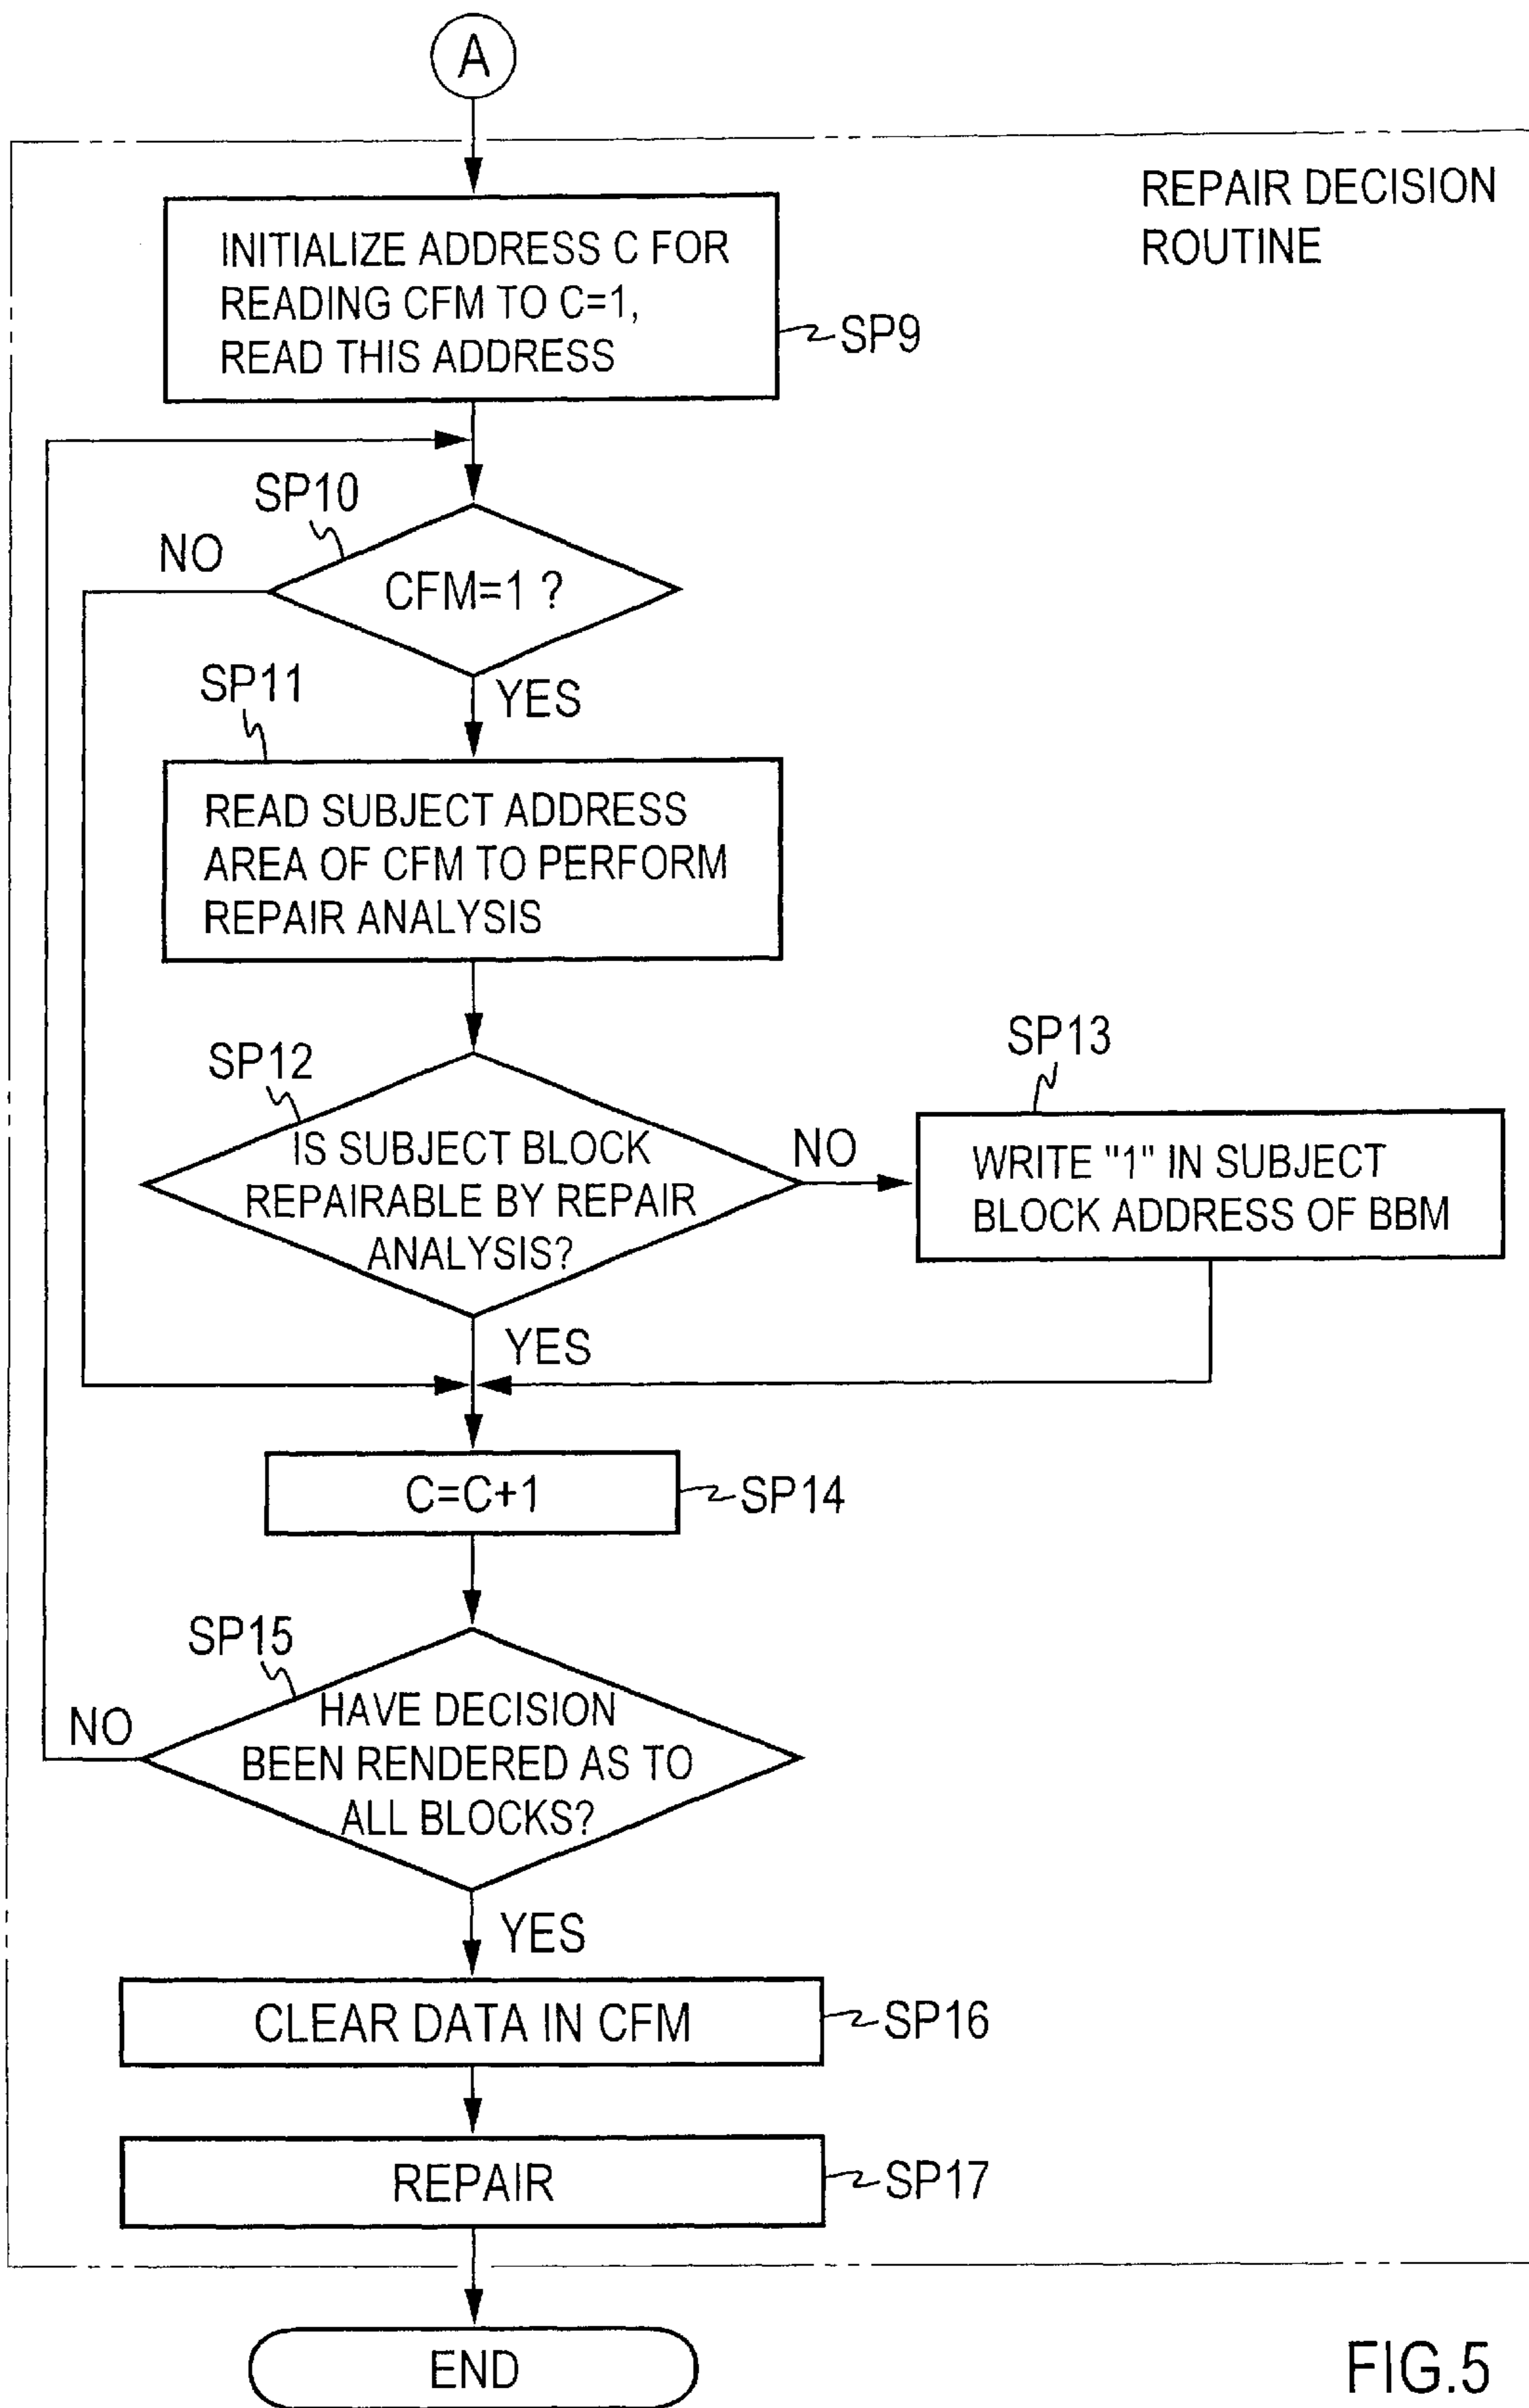 A
REPAIR DECISION
ROUTINE
INITIALIZE ADDRESS C FOR
READING CFM TO C=1,
READ THIS ADDRESS
SP9
SP10
NO
CFM=1 ?
SP11
YES
READ SUBJECT ADDRESS
AREA OF CFM TO PERFORM
REPAIR ANALYSIS
SP12
IS SUBJECT BLOCK
REPAIRABLE BY REPAIR
ANALYSIS?
NO
SP13
WRITE "1" IN SUBJECT
BLOCK ADDRESS OF BBM
YES
C=C+1
SP14
SP15
NO
HAVE DECISION
BEEN RENDERED AS TO
ALL BLOCKS?
YES
CLEAR DATA IN CFM
SP16
REPAIR
SP17
END
FIG.5